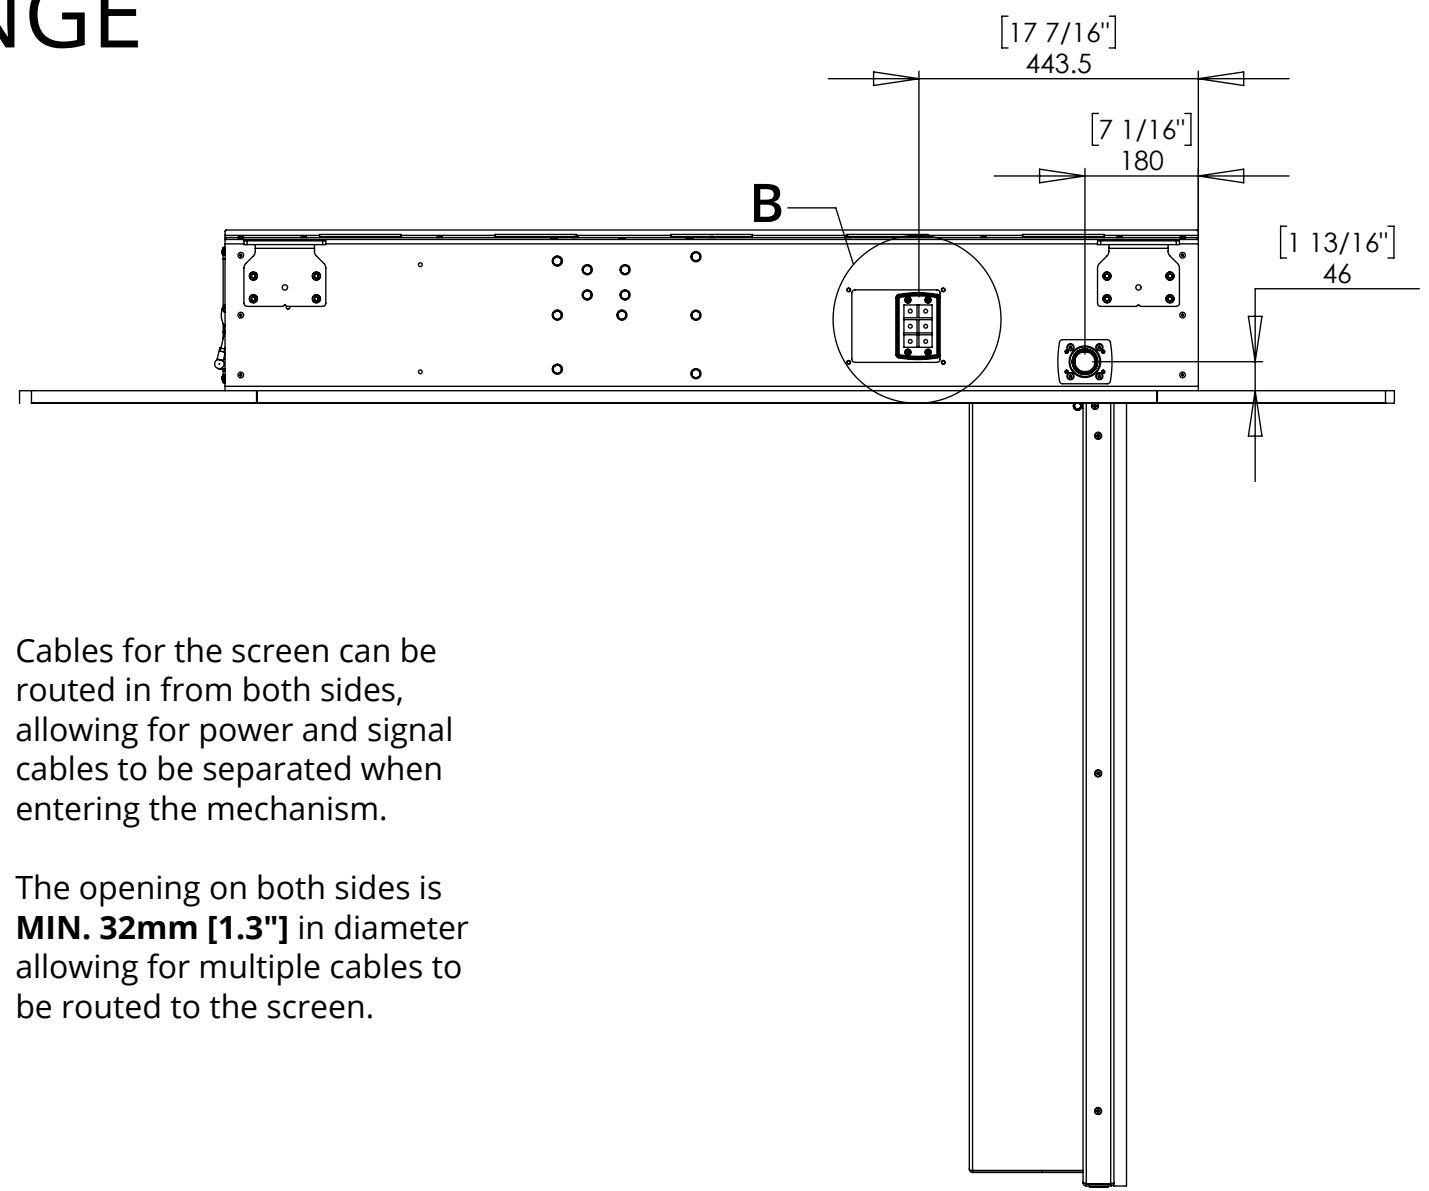 NGE
[17 7/16"]
443.5
[7 1/16"]
180
B
[1 13/16"]
46
Cables for the screen can be
routed in from both sides,
allowing for power and signal
cables to be separated when
entering the mechanism.
The opening on both sides is
MIN. 32mm [1.3"] in diameter
allowing for multiple cables to
be routed to the screen.